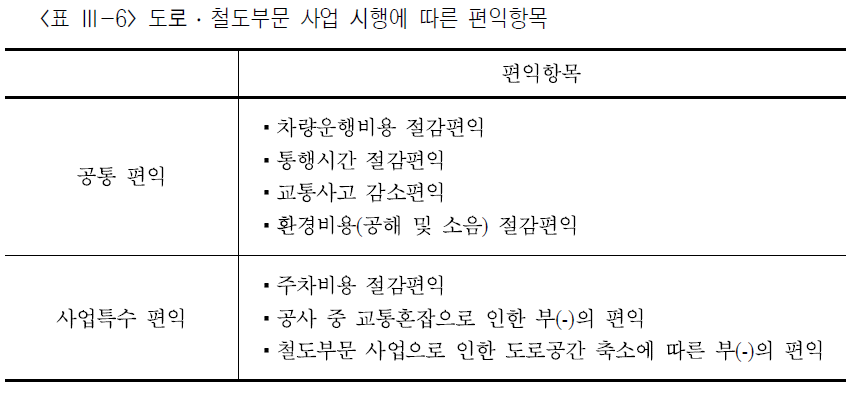 <표 Ⅲ-6> 도로·철도부문 사업 시행에 따른 편익항목
편익항목
공통 편익
▪차량운행비용 절감편익
▪통행시간 절감편익
▪교통사고 감소편익
▪환경비용(공해 및 소음) 절감편익
사업특수 편익
▪주차비용 절감편익
▪공사 중 교통혼잡으로 인한 부(-)의 편익
▪철도부문 사업으로 인한 도로공간 축소에 따른 부(-)의 편익